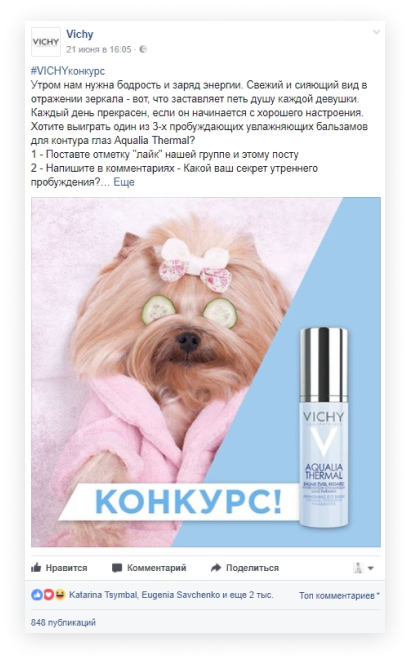 VICHY
Vichy
21 июня в 16:05 ·
#VICHYконкурс
Утром нам нужна бодрость и заряд энергии. Свежий и сияющий вид в
отражении зеркала - вот, что заставляет петь душу каждой девушки.
Каждый день прекрасен, если он начинается с хорошего настроения.
Хотите выиграть один из 3-х пробуждающих увлажняющих бальзамов
для контура глаз Aqualia Thermal?
1 - Поставте отметку "лайк" нашей группе и этому посту
2 - Напишите в комментариях - Какой ваш секрет утреннего
пробуждения?... Еще
VICHY
AQUALIA
THERMAL
КОНКУРС!
Нравится Комментарий Поделиться
Katarina Tsymbal, Eugenia Savchenko и еще 2 тыс. Топ комментариев
848 публикаций